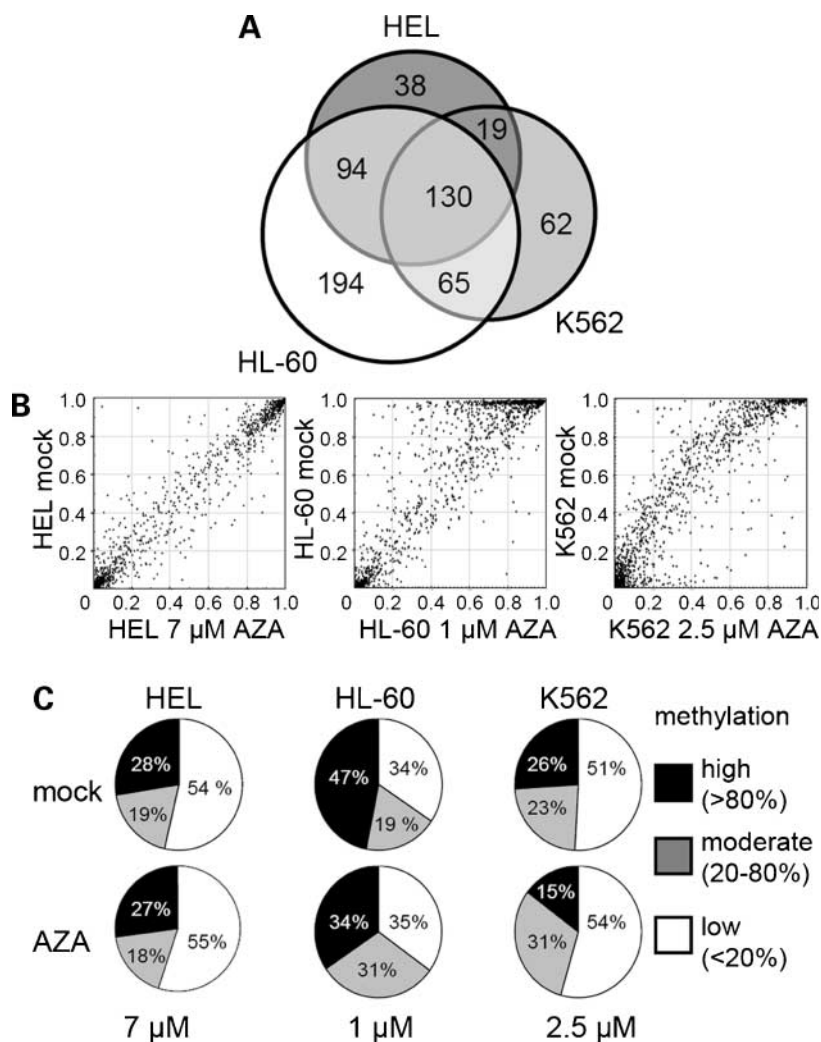 A
HEL
38
19
94
130
62
194
65
K562
HL-60
B
HEL mock
1.0
0.8
0.6
0.4
0.2
0 0.2 0.4 0.6 0.8 1.0
HEL 7 µM AZA
HL-60 mock
1.0
0.8
0.6
0.4
0.2
0 0.2 0.4 0.6 0.8 1.0
HL-60 1 µM AZA
K562 mock
1.0
0.8
0.6
0.4
0.2
0 0.2 0.4 0.6 0.8 1.0
K562 2.5 µM AZA
C
HEL HL-60 K562
methylation
mock
28% 54 % 19%
47% 34% 19 %
26% 51% 23%
high
(>80%)
moderate
(20-80%)
low
(<20%)
AZA
27% 55% 18%
34% 35% 31%
15% 54% 31%
7 µM 1 µM 2.5 µM